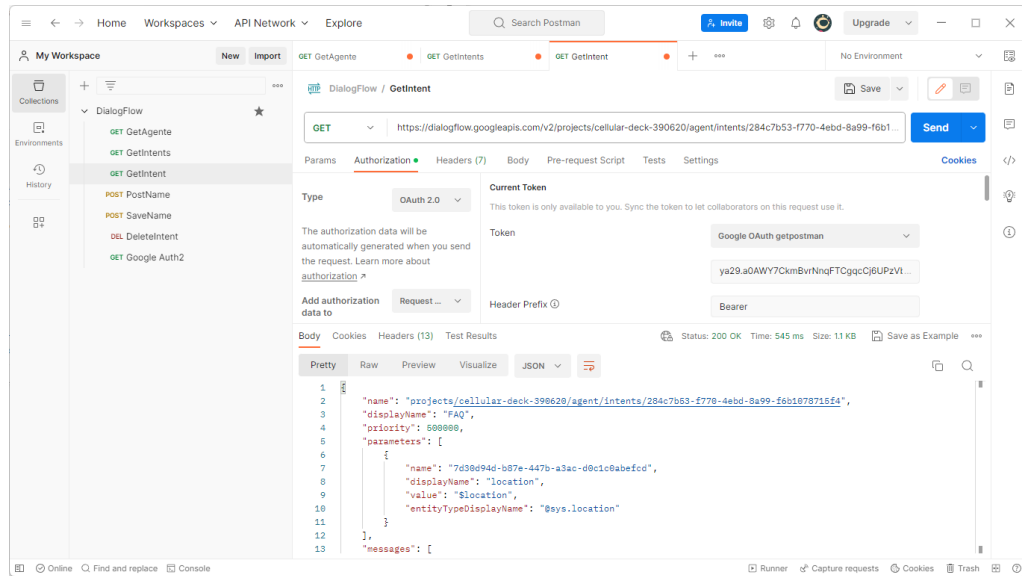 Home Workspaces API Network Explore Search Postman Invite Upgrade
My Workspace New Import GET GetAgente GET GetIntents GET GetIntent No Environment
Collections
Environments
History
DialogFlow
GET GetAgente
GET GetIntents
GET GetIntent
POST PostName
POST SaveName
DEL DeleteIntent
GET Google Auth2
HTTP DialogFlow / GetIntent Save
GET https://dialogflow.googleapis.com/v2/projects/cellular-deck-390620/agent/intents/284c7b53-f770-4ebd-8a99-f6b1... Send
Params Authorization Headers (7) Body Pre-request Script Tests Settings Cookies
Type OAuth 2.0
The authorization data will be
automatically generated when you send
the request. Learn more about
authorization ↗
Add authorization
data to
Request ...
Current Token
This token is only available to you. Sync the token to let collaborators on this request use it.
Token Google OAuth getpostman
ya29.a0AWY7CkmBvrNnqFTCgqcCj6UPzVt...
Header Prefix Bearer
Body Cookies Headers (13) Test Results Status: 200 OK Time: 545 ms Size: 1.1 KB Save as Example
Pretty Raw Preview Visualize JSON
1 {
2 "name": "projects/cellular-deck-390620/agent/intents/284c7b53-f770-4ebd-8a99-f6b1078715f4",
3 "displayName": "FAQ",
4 "priority": 500000,
5 "parameters": [
6 {
7 "name": "7d30d94d-b87e-447b-a3ac-d0c1c0abefcd",
8 "displayName": "location",
9 "value": "$location",
10 "entityTypeDisplayName": "@sys.location"
11 }
12 ],
13 "messages": [
Online Find and replace Console Runner Capture requests Cookies Trash